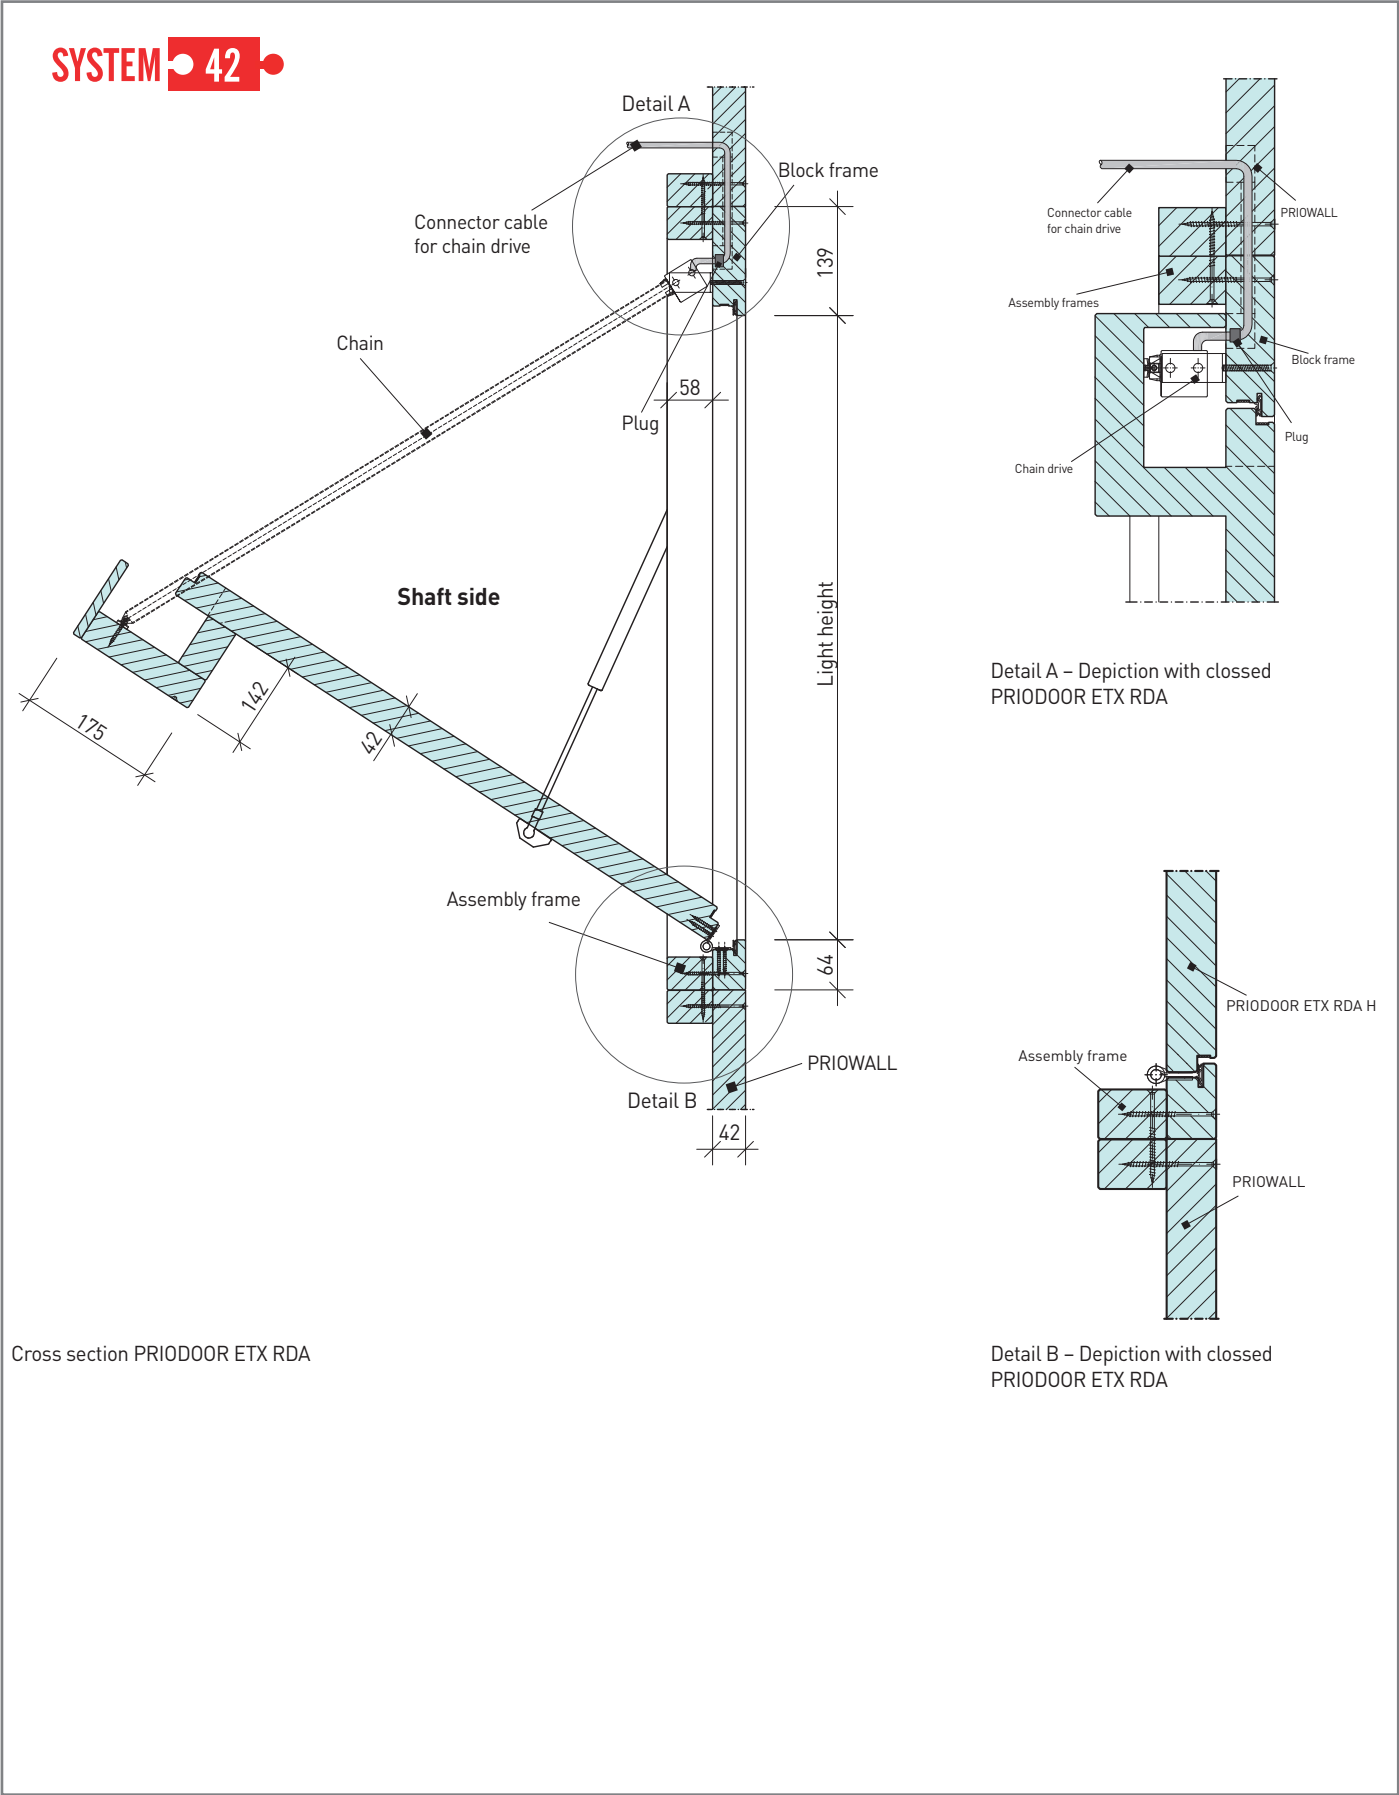 SYSTEM 42
Detail A
Block frame
Connector cable
for chain drive
139
Chain
58
Plug
Shaft side
Light height
175
142
42
Assembly frame
64
PRIOWALL
Detail B
42
Cross section PRIODOOR ETX RDA
Connector cable
for chain drive
PRIOWALL
Assembly frames
Block frame
Plug
Chain drive
Detail A – Depiction with clossed
PRIODOOR ETX RDA
PRIODOOR ETX RDA H
Assembly frame
PRIOWALL
Detail B – Depiction with clossed
PRIODOOR ETX RDA